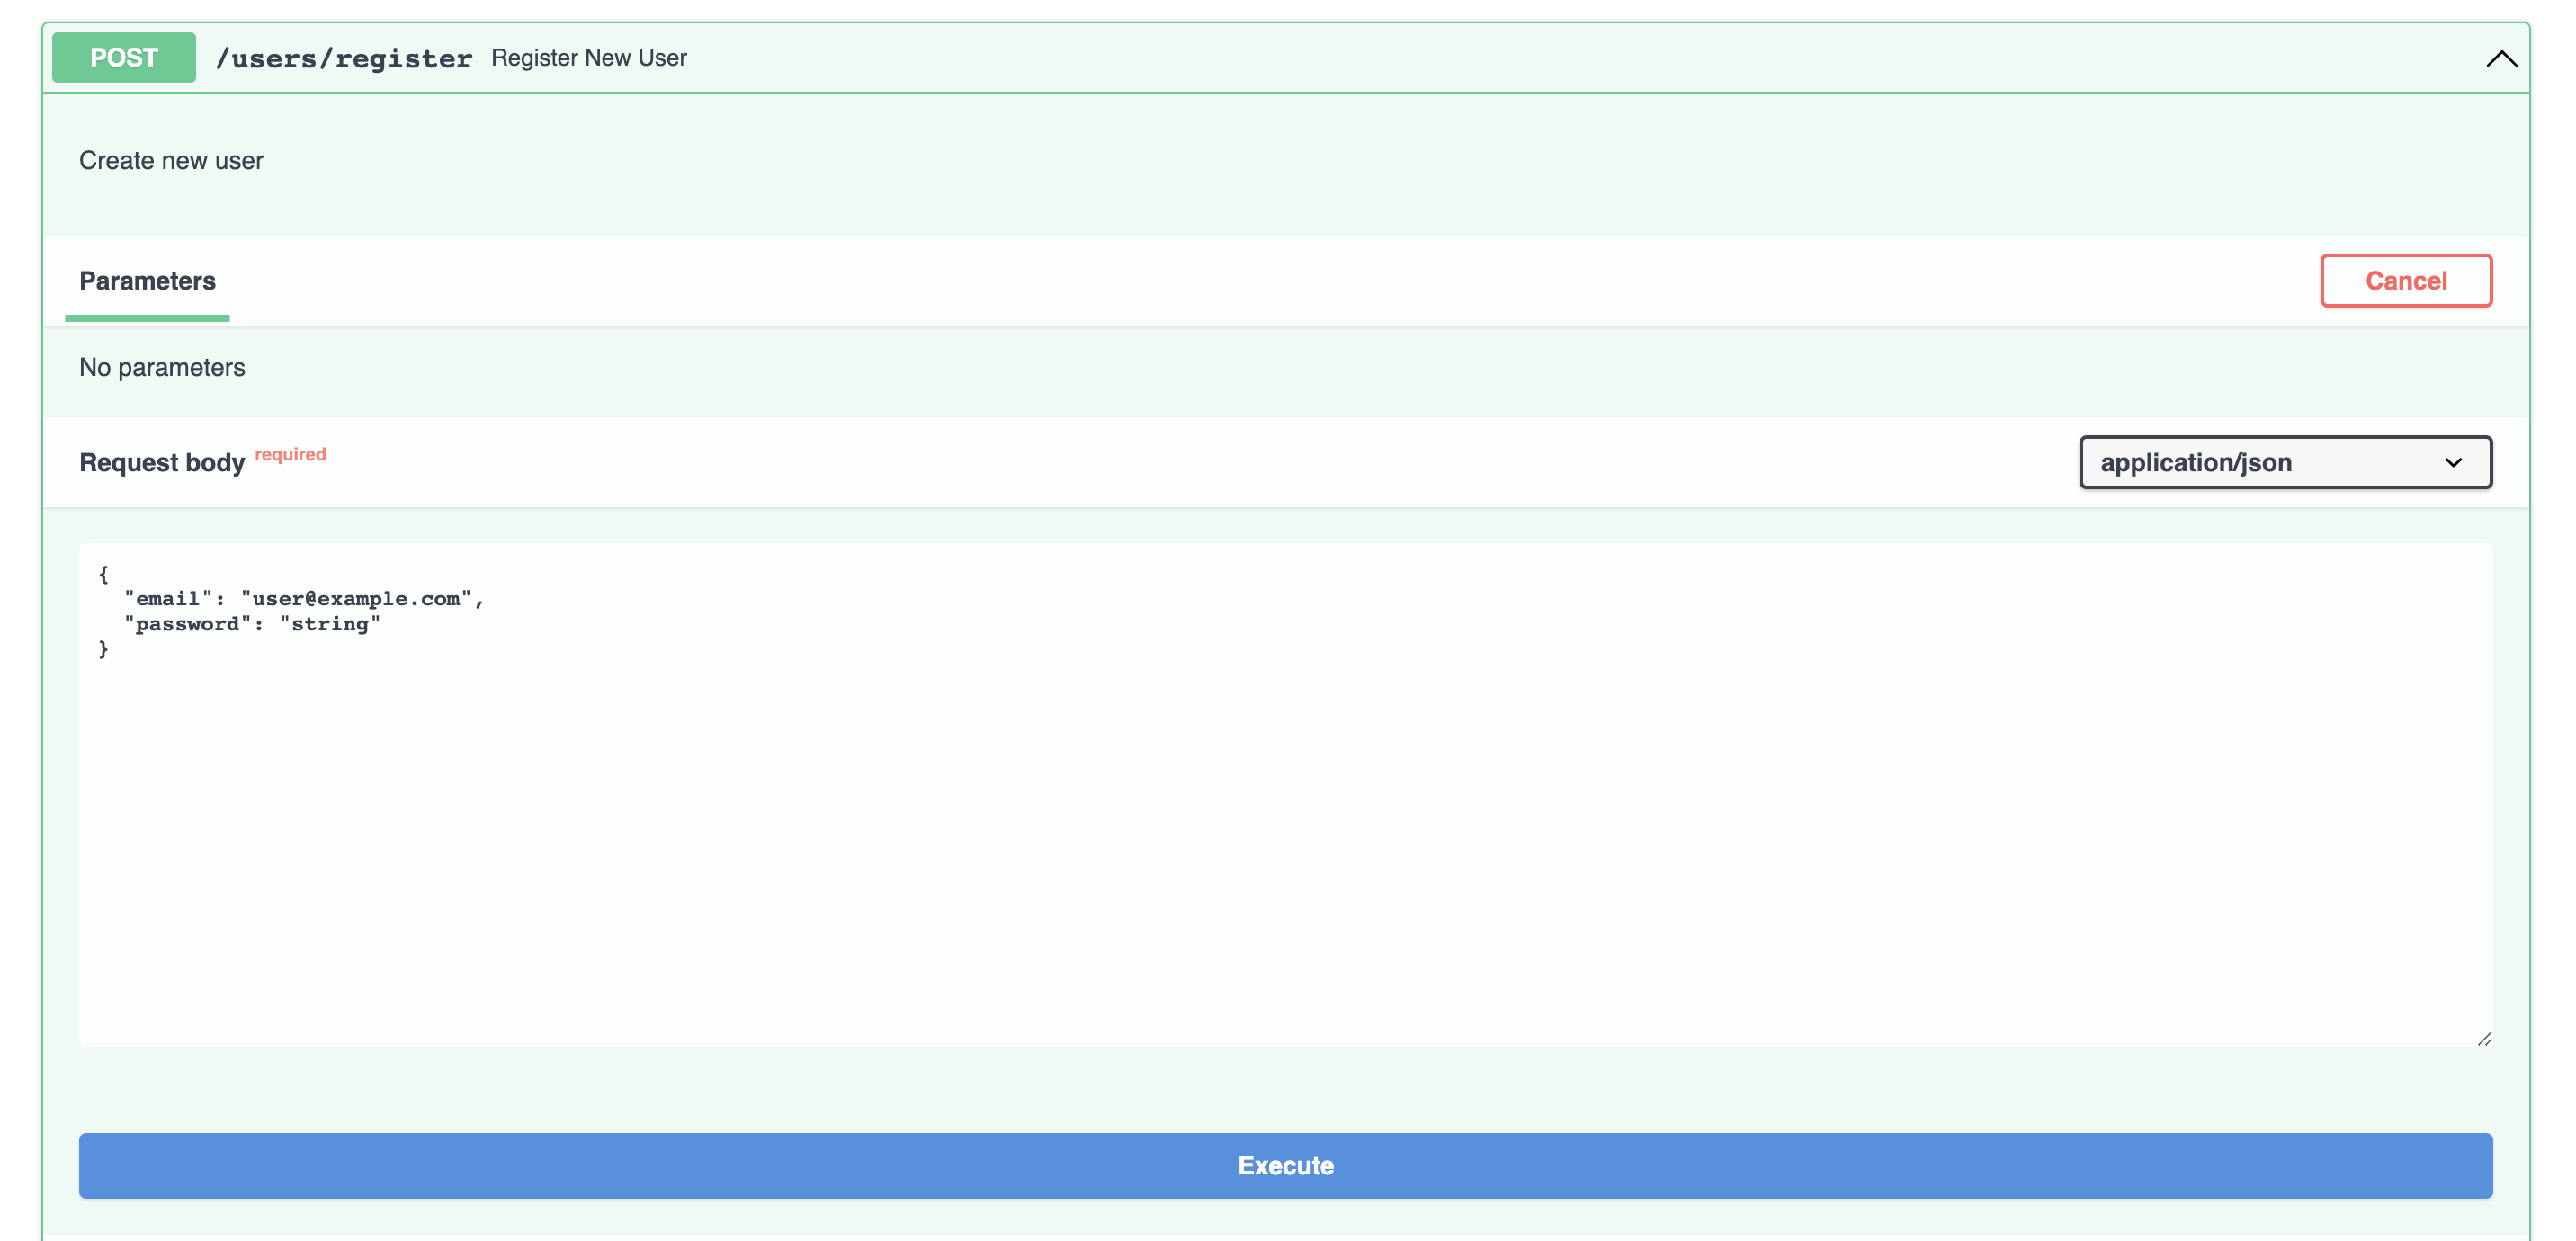 POST /users/register Register New User
Create new user
Parameters Cancel
No parameters
Request body required application/json
{
  "email": "user@example.com",
  "password": "string"
}
Execute